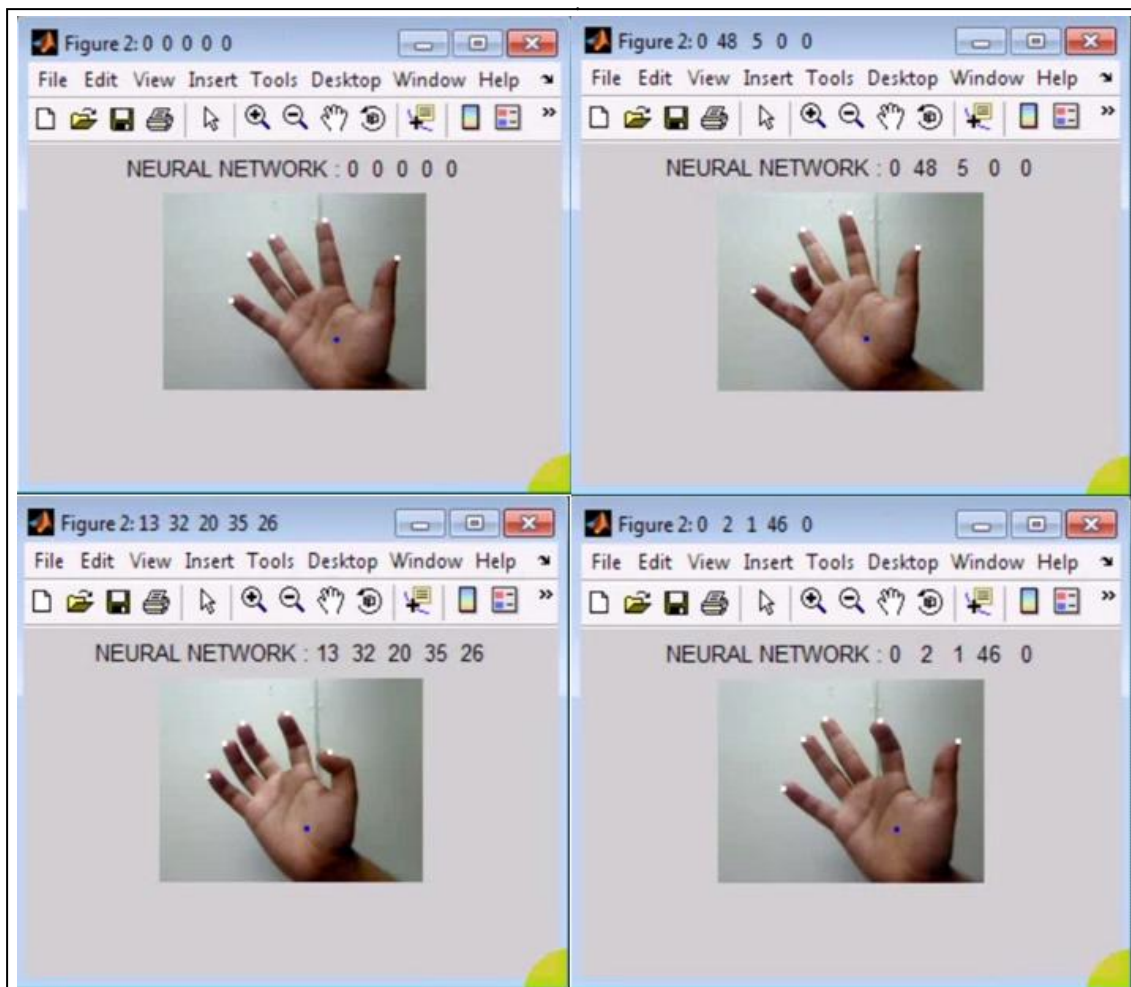 Figure 2: 0 0 0 0 0
File Edit View Insert Tools Desktop Window Help
NEURAL NETWORK : 0 0 0 0 0
Figure 2: 0 48 5 0 0
File Edit View Insert Tools Desktop Window Help
NEURAL NETWORK : 0 48 5 0 0
Figure 2: 13 32 20 35 26
File Edit View Insert Tools Desktop Window Help
NEURAL NETWORK : 13 32 20 35 26
Figure 2: 0 2 1 46 0
File Edit View Insert Tools Desktop Window Help
NEURAL NETWORK : 0 2 1 46 0